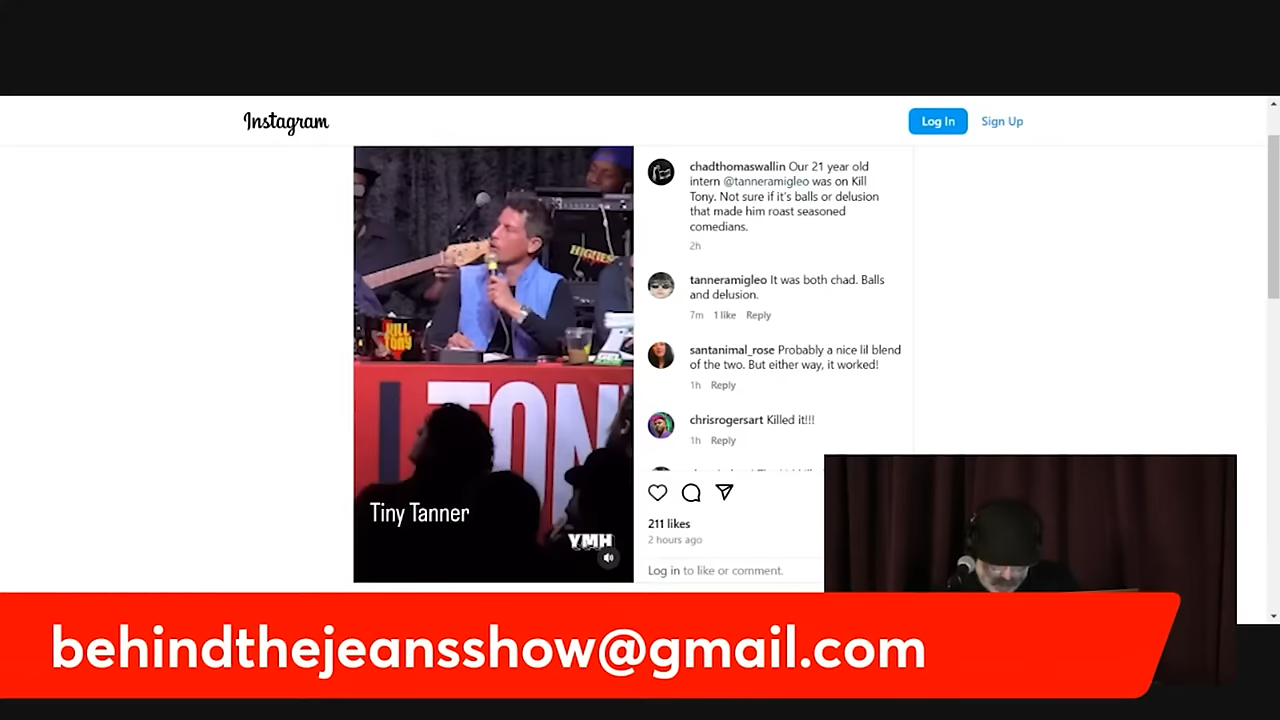 Instagram
Log In
Sign Up
chadthomaswallin Our 21 year old
intern @tanneramigleo was on Kill
Tony. Not sure if it's balls or delusion
that made him roast seasoned
comedians.
2h
tanneramigleo It was both chad. Balls
and delusion.
7m 1 like Reply
santanimal_rose Probably a nice lil blend
of the two. But either way, it worked!
1h Reply
chrisrogersart Killed it!!!
1h Reply
211 likes
2 hours ago
Log in to like or comment.
KILL
TONY
TON
Tiny Tanner
YMH
behindthejeansshow@gmail.com